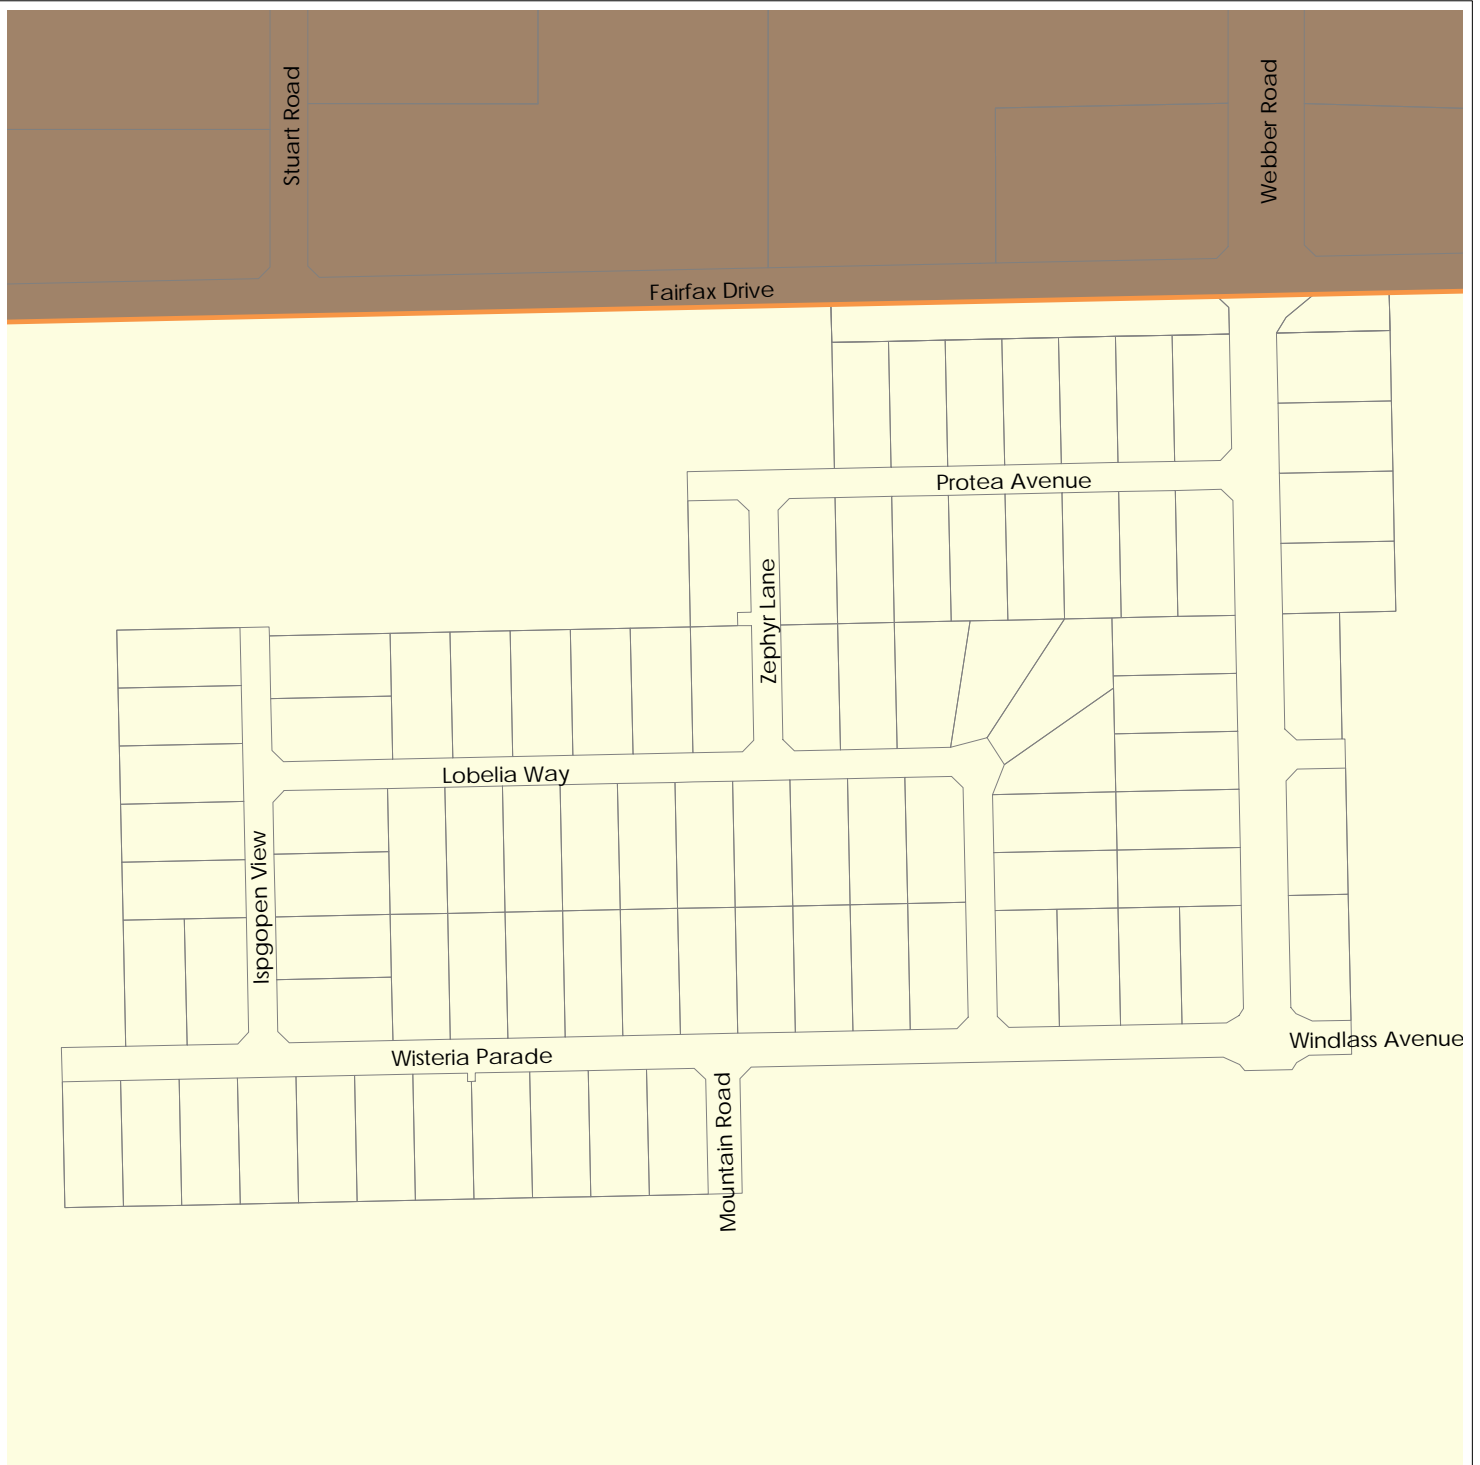 Stuart Road
Webber Road
Fairfax Drive
Protea Avenue
Zephyr Lane
Lobelia Way
Ispgopen View
Windlass Avenue
Wisteria Parade
Mountain Road